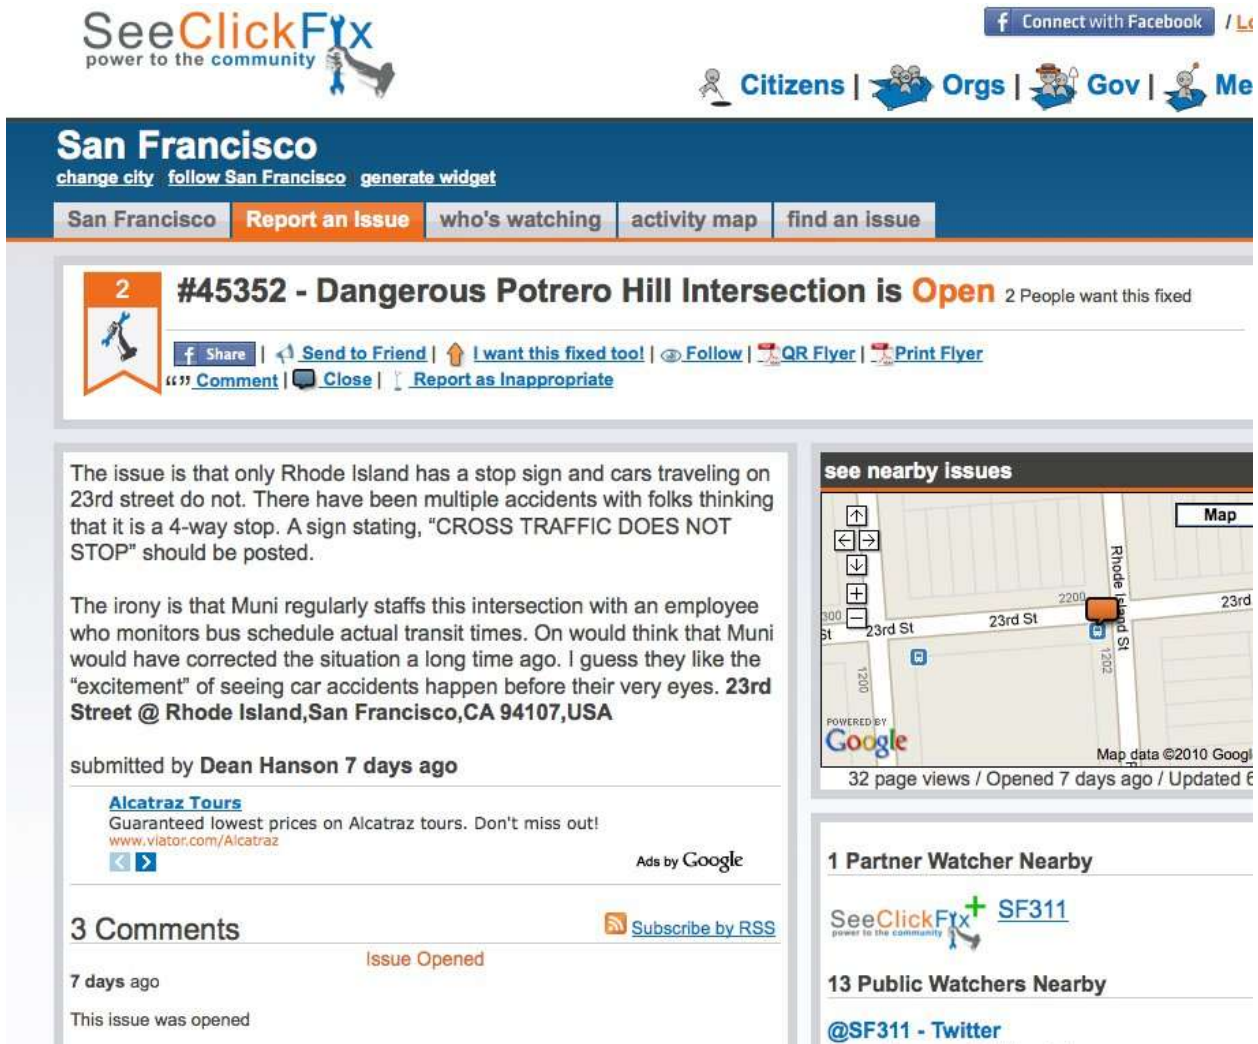 SeeClickFix
power to the community
Connect with Facebook /
Citizens | Orgs | Gov |
San Francisco
change city follow San Francisco generate widget
San Francisco Report an Issue who's watching activity map find an issue
2
#45352 - Dangerous Potrero Hill Intersection is Open 2 People want this fixed
Share | Send to Friend | I want this fixed too! | Follow | QR Flyer | Print Flyer
“” Comment | Close | Report as Inappropriate
The issue is that only Rhode Island has a stop sign and cars traveling on
23rd street do not. There have been multiple accidents with folks thinking
that it is a 4-way stop. A sign stating, “CROSS TRAFFIC DOES NOT
STOP” should be posted.
The irony is that Muni regularly staffs this intersection with an employee
who monitors bus schedule actual transit times. On would think that Muni
would have corrected the situation a long time ago. I guess they like the
“excitement” of seeing car accidents happen before their very eyes. 23rd
Street @ Rhode Island,San Francisco,CA 94107,USA
submitted by Dean Hanson 7 days ago
Alcatraz Tours
Guaranteed lowest prices on Alcatraz tours. Don't miss out!
www.viator.com/Alcatraz
Ads by Google
3 Comments
Subscribe by RSS
Issue Opened
7 days ago
This issue was opened
see nearby issues
Map
Rhode Island St
2200
23rd
23rd St
23rd St
St
1200
1202
POWERED BY
Google
Map data ©2010 Googl
32 page views / Opened 7 days ago / Updated 6
1 Partner Watcher Nearby
SeeClickFix
power to the community
SF311
13 Public Watchers Nearby
@SF311 - Twitter